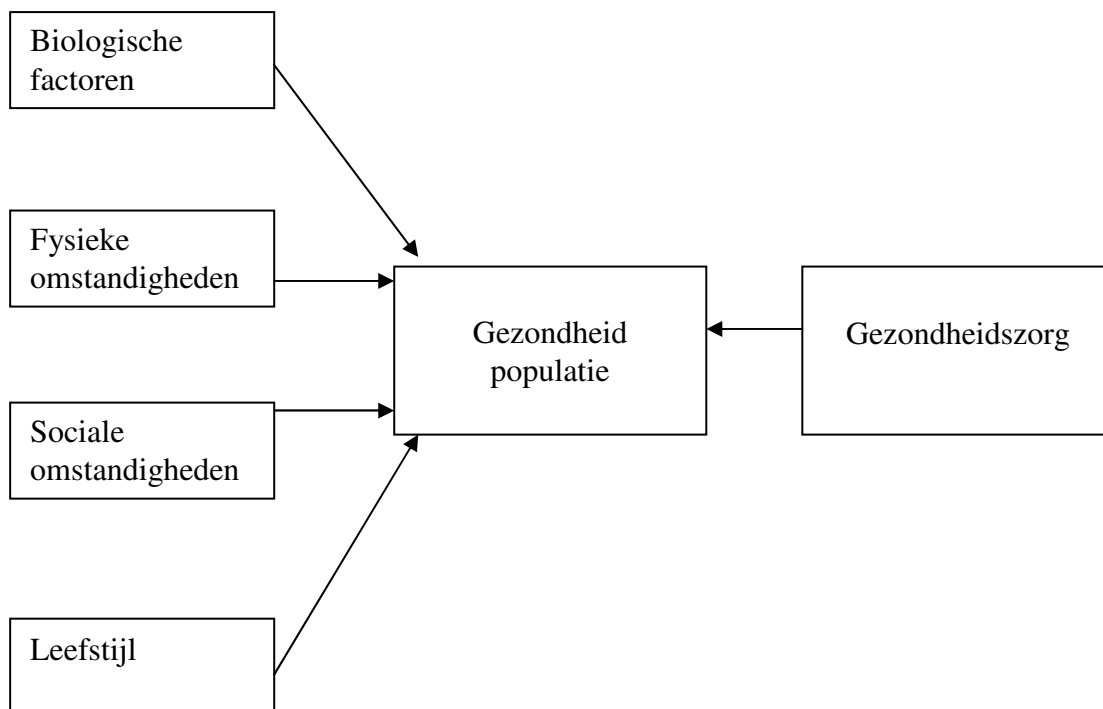 Biologische
factoren
Fysieke
omstandigheden
Gezondheid
populatie
Gezondheidszorg
Sociale
omstandigheden
Leefstijl